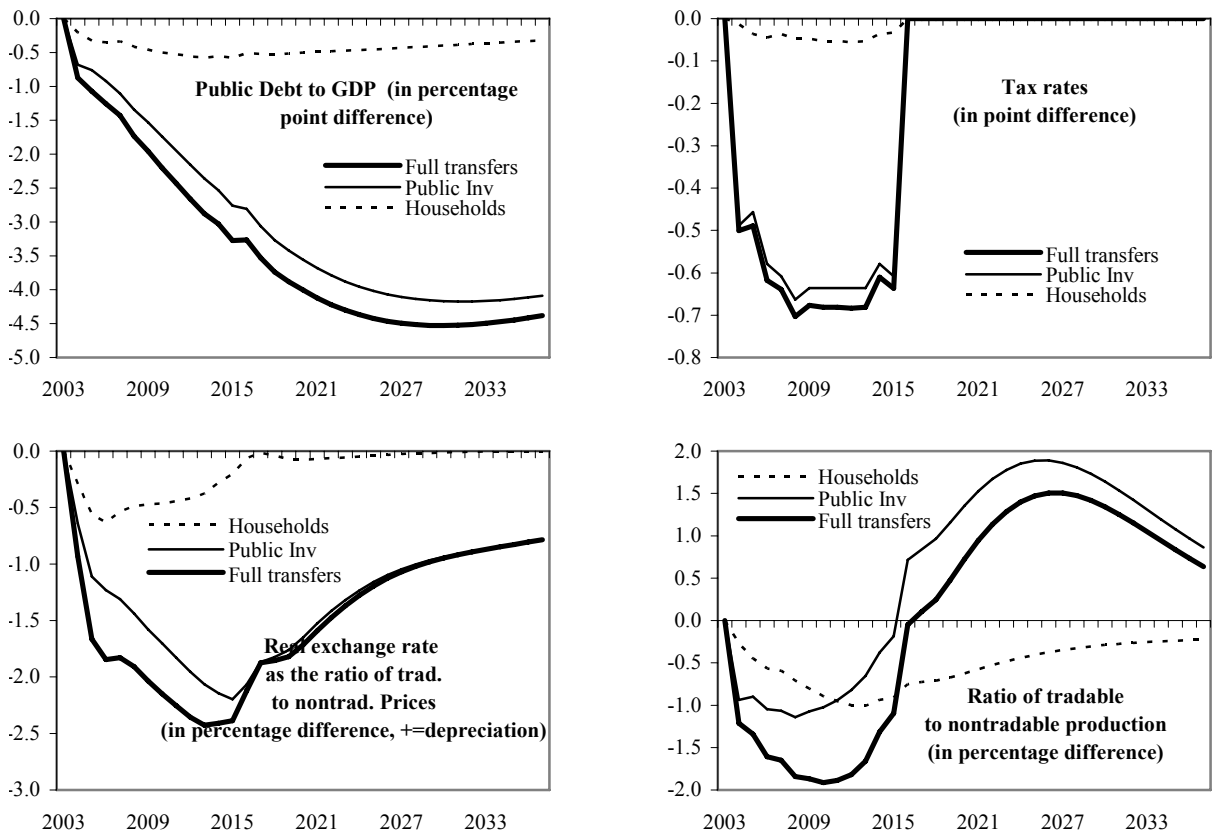 0.0
-0.5
-1.0
-1.5
-2.0
-2.5
-3.0
-3.5
-4.0
-4.5
-5.0
Public Debt to GDP (in percentage
point difference)
Full transfers
Public Inv
Households
2003 2009 2015 2021 2027 2033
0.0
-0.1
-0.2
-0.3
-0.4
-0.5
-0.6
-0.7
-0.8
Tax rates
(in point difference)
Full transfers
Public Inv
Households
2003 2009 2015 2021 2027 2033
0.0
-0.5
-1.0
-1.5
-2.0
-2.5
-3.0
Households
Public Inv
Full transfers
Real exchange rate
as the ratio of trad.
to nontrad. Prices
(in percentage difference, +=depreciation)
2003 2009 2015 2021 2027 2033
2.0
1.5
1.0
0.5
0.0
-0.5
-1.0
-1.5
-2.0
Households
Public Inv
Full transfers
Ratio of tradable
to nontradable production
(in percentage difference)
2003 2009 2015 2021 2027 2033